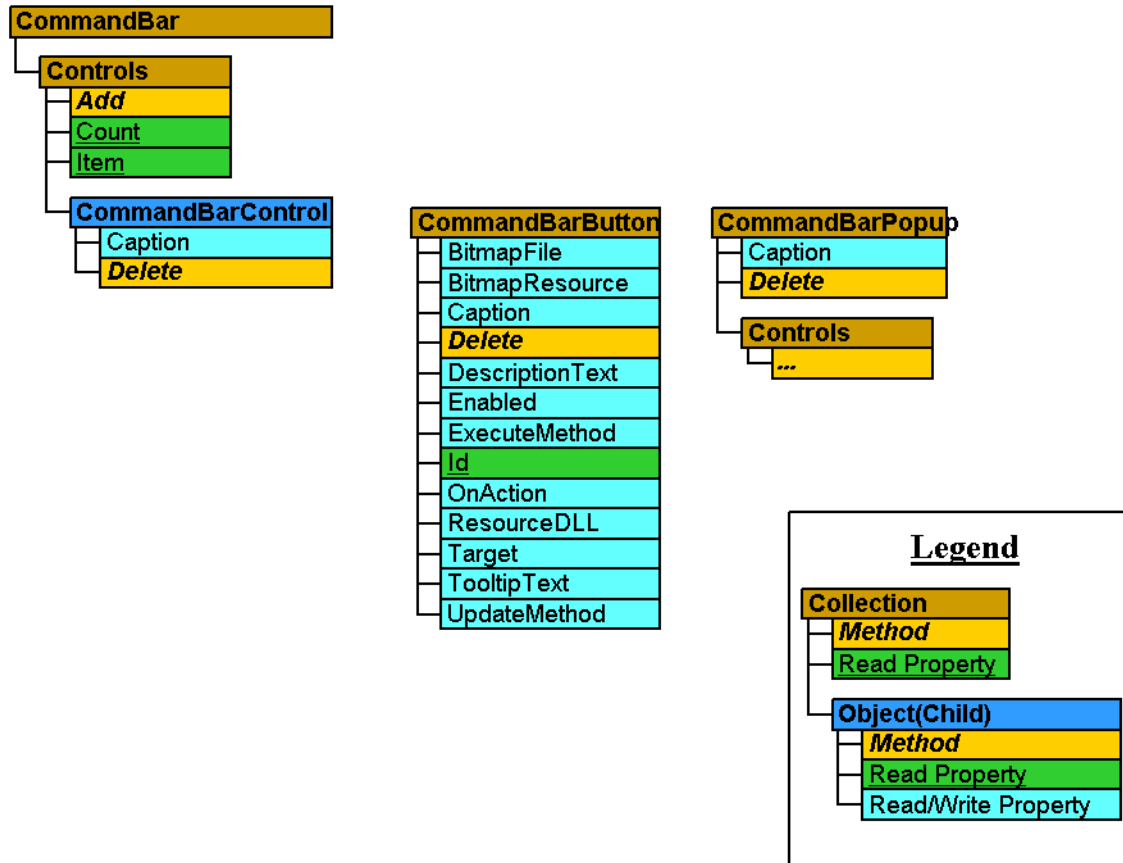 CommandBar
Controls
Add
Count
Item
CommandBarControl
Caption
Delete
CommandBarButton
BitmapFile
BitmapResource
Caption
Delete
DescriptionText
Enabled
ExecuteMethod
Id
OnAction
ResourceDLL
Target
TooltipText
UpdateMethod
CommandBarPopup
Caption
Delete
Controls
...
Legend
Collection
Method
Read Property
Object(Child)
Method
Read Property
Read/Write Property